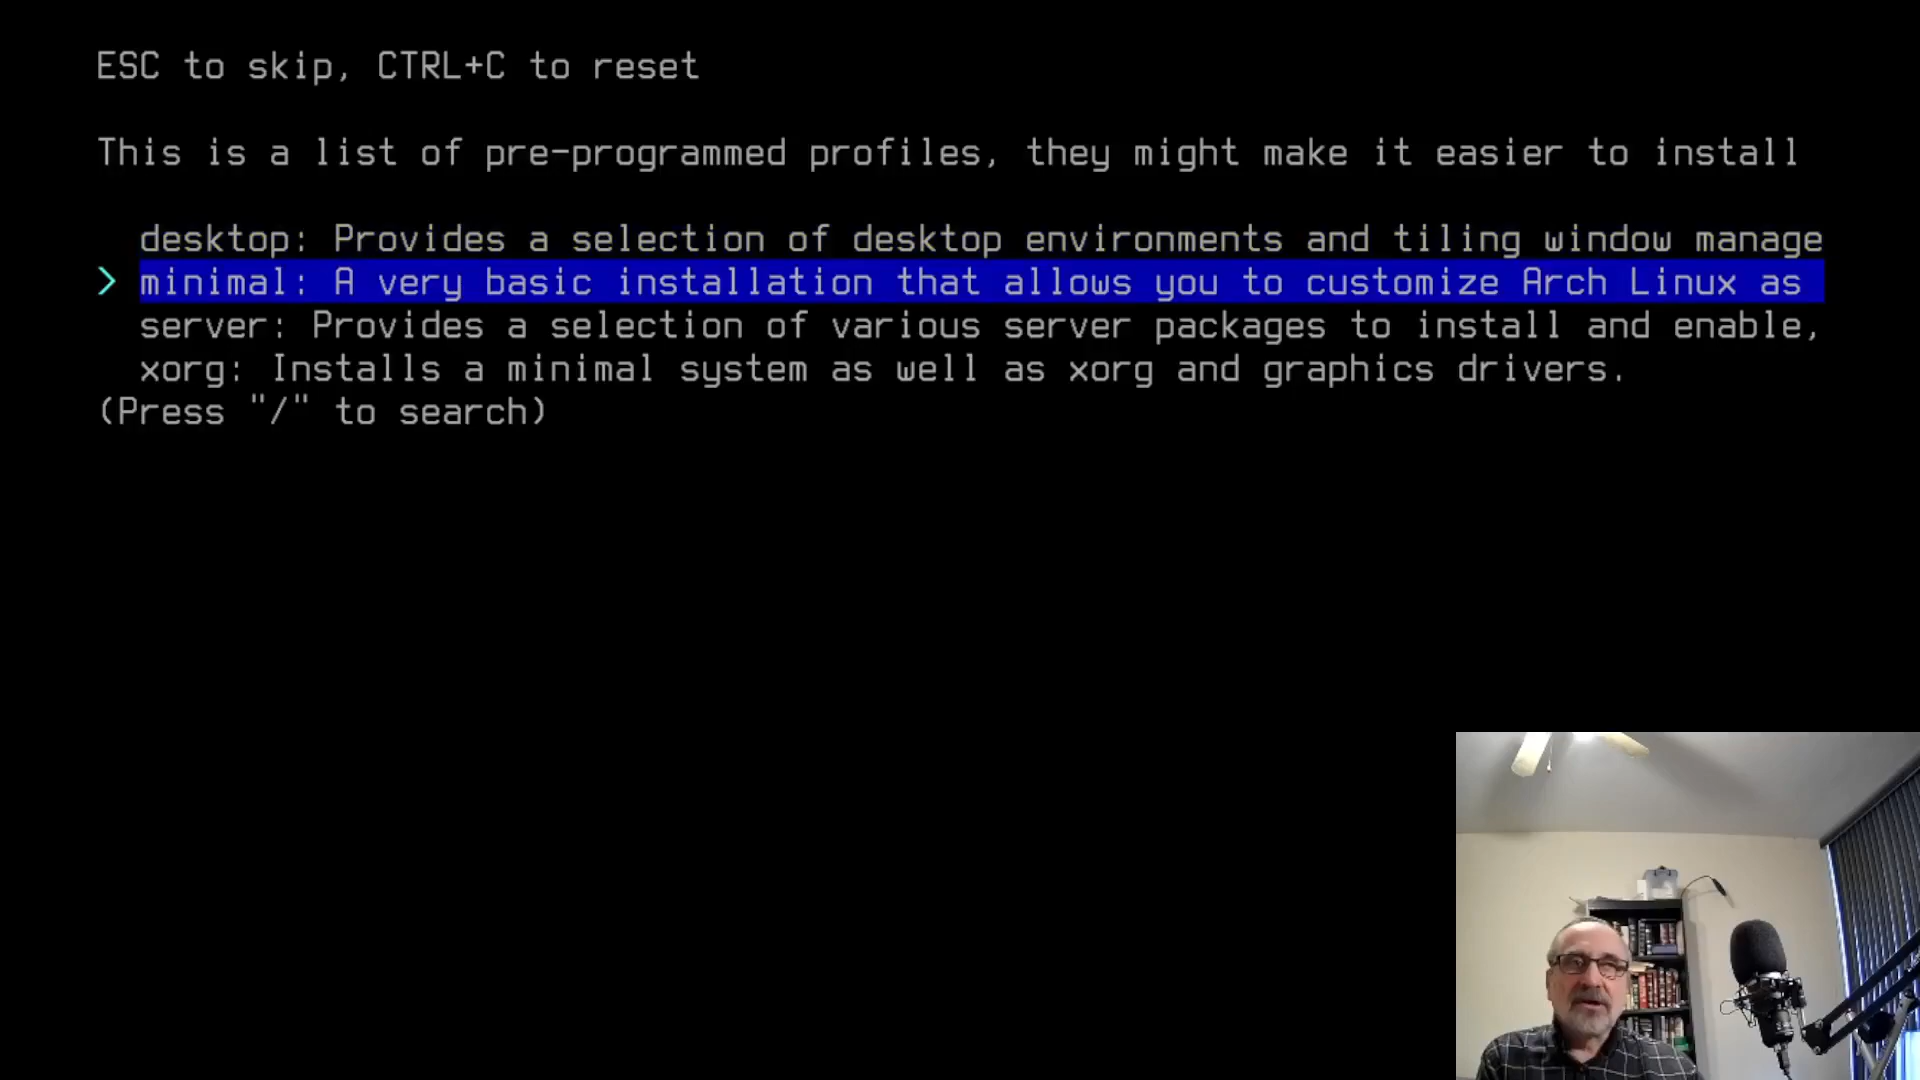 ESC to skip, CTRL+C to reset
This is a list of pre-programmed profiles, they might make it easier to install
desktop: Provides a selection of desktop environments and tiling window manage
> minimal: A very basic installation that allows you to customize Arch Linux as
server: Provides a selection of various server packages to install and enable,
xorg: Installs a minimal system as well as xorg and graphics drivers.
(Press "/" to search)